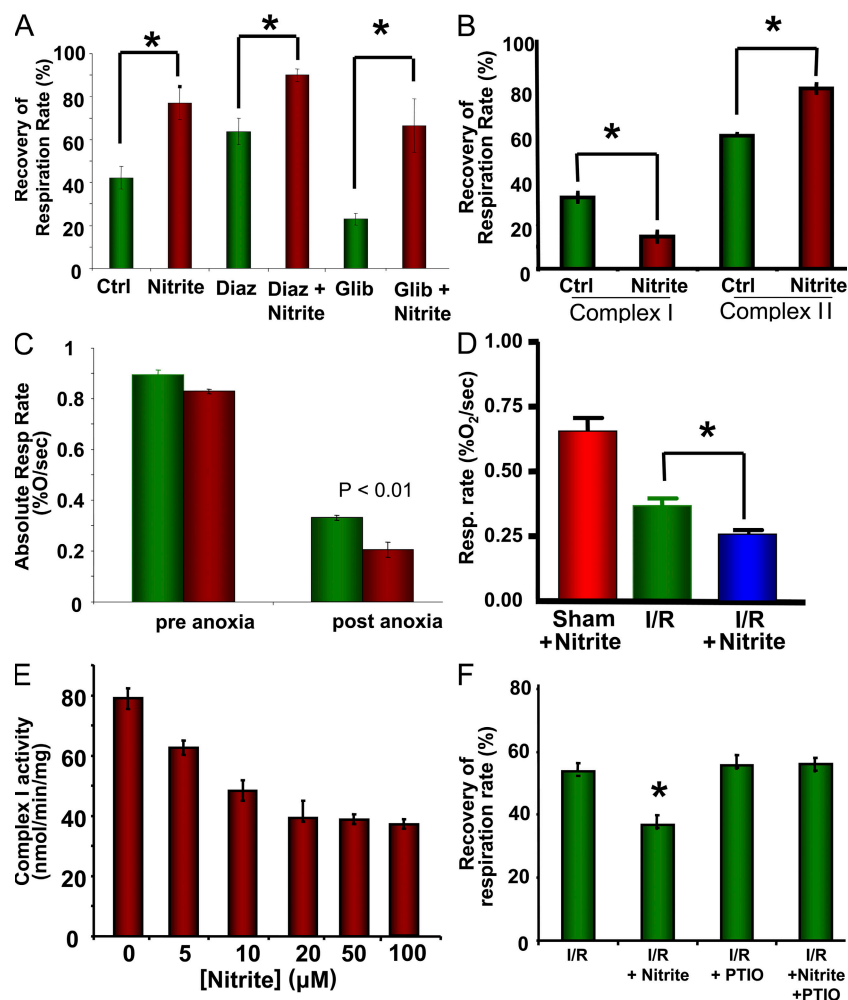 A
Recovery of
Respiration Rate (%)
100
90
80
70
60
50
40
30
20
10
0
*
*
*
Ctrl
Nitrite
Diaz
Diaz +
Nitrite
Glib
Glib +
Nitrite
B
Recovery of
Respiration Rate (%)
100
80
60
40
20
0
*
*
Ctrl
Nitrite
Ctrl
Nitrite
Complex I
Complex II
C
Absolute Resp Rate
(%O/sec)
1
0.8
0.6
0.4
0.2
0
P < 0.01
pre anoxia
post anoxia
D
Resp. rate (%O₂/sec)
1.00
0.75
0.50
0.25
0.00
*
Sham
+Nitrite
I/R
I/R
+Nitrite
E
Complex I activity
(nmol/min/mg)
80
60
40
20
0
0
5
10
20
50
100
[Nitrite] (µM)
F
Recovery of
respiration rate (%)
80
60
40
20
0
*
I/R
I/R
+ Nitrite
I/R
+ PTIO
I/R
+Nitrite
+PTIO